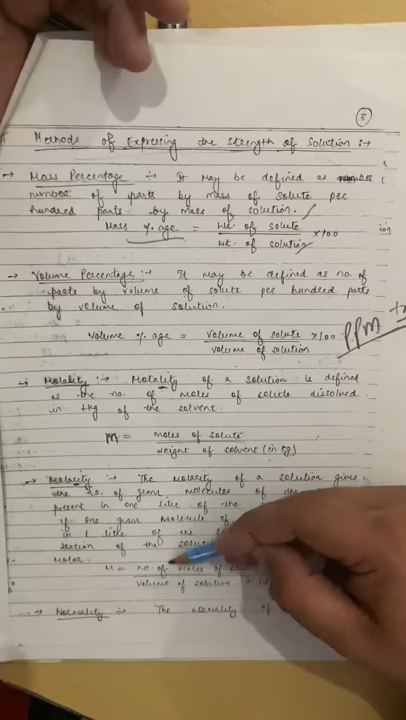 3
Methods of Expressing the strength of solution :-
→ Mass Percentage :- It may be defined as
number of parts by mass of solute per
hundred parts by mass of solution.
Mass %age = wt. of solute
wt. of solution × 100
→ Volume Percentage :- It may be defined as no. of
parts by volume of solute per hundred parts
by volume of solution.
Volume %age = volume of solute × 100
volume of solution
PPM
→ Molality :- Molality of a solution is defined
as the no. of moles of solute dissolved
in 1kg of the solvent.
m = moles of solute
weight of solvent (in kg)
→ Molarity :- The molarity of a solution gives
the no. of gram molecules of the
present in one litre of the
if one gram molecule of
in 1 litre of the
of the
M = no. of moles of
volume of solution
→ Normality :- The normality of